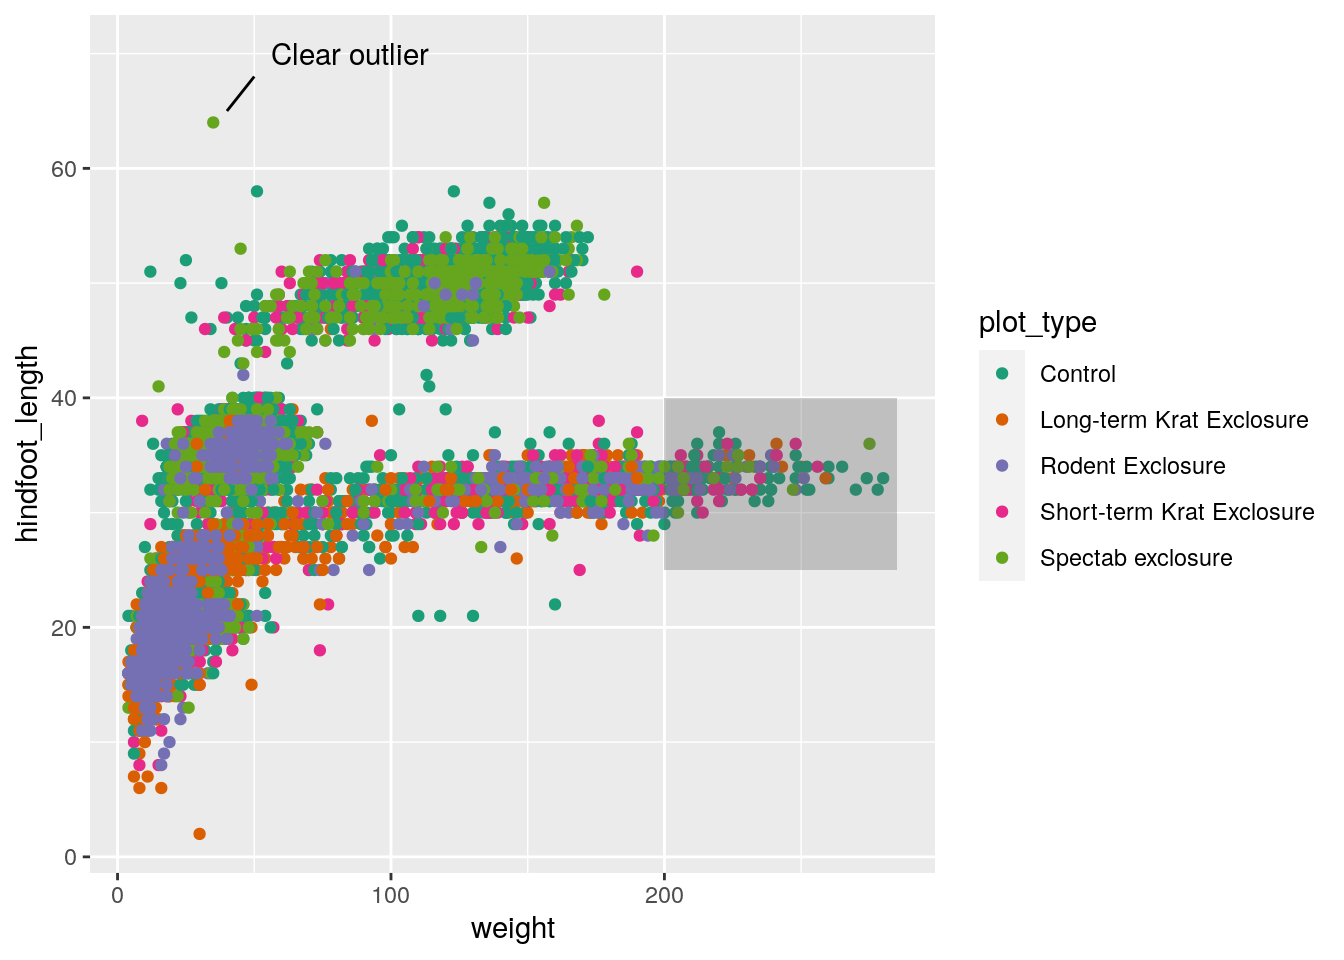 Clear outlier
60
40
20
0
0
100
200
hindfoot_length
weight
plot_type
Control
Long-term Krat Exclosure
Rodent Exclosure
Short-term Krat Exclosure
Spectab exclosure